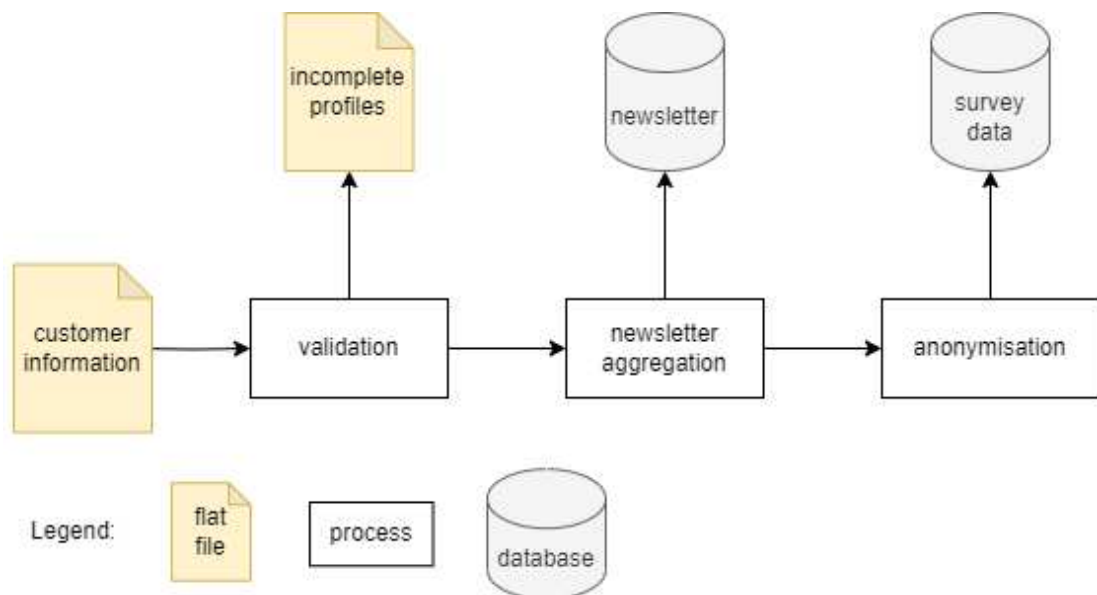 incomplete
profiles
newsletter
survey
data
customer
information
validation
newsletter
aggregation
anonymisation
Legend:
flat
file
process
database